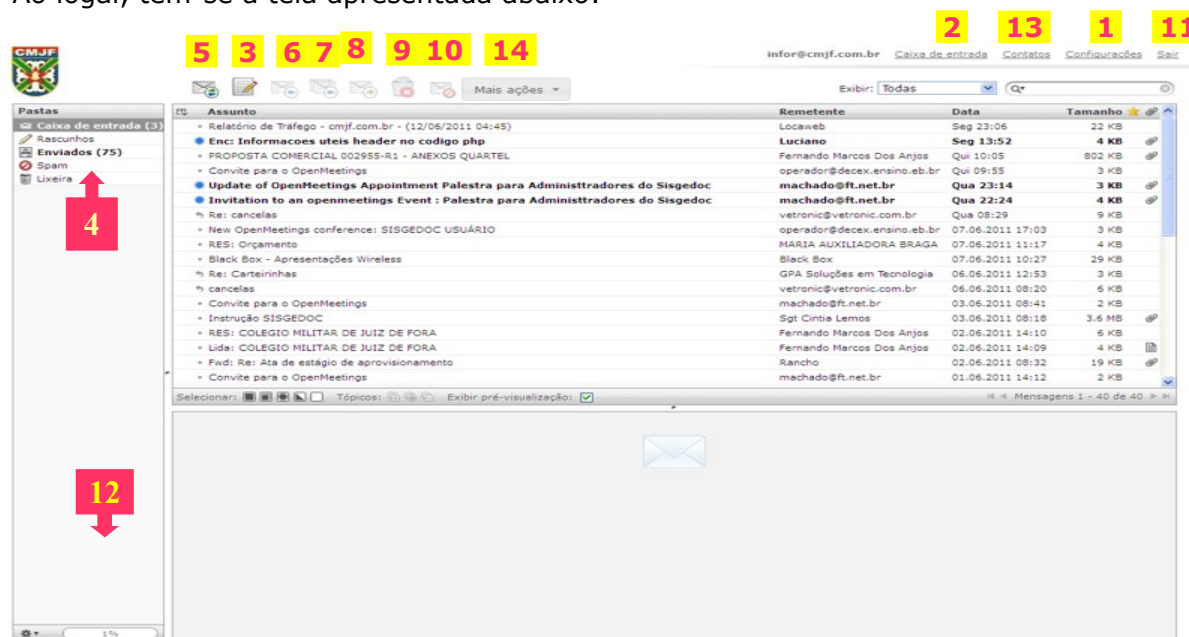 Ao logar, tem-se a tela apresentada abaixo:
2 13 1 11
5 3 6 7 8 9 10 14
CMJF
infor@cmjf.com.br Caixa de entrada Contatos Configurações Sair
Mais ações
Exibir: Todas
Pastas
Caixa de entrada (3)
Rascunhos
Enviados (75)
Spam
Lixeira
4
12
1%
Assunto Remetente Data Tamanho
Relatório de Tráfego - cmjf.com.br - (12/06/2011 04:45) Locaweb Seg 23:06 22 KB
Enc: Informacoes uteis header no codigo php Luciano Seg 13:52 4 KB
PROPOSTA COMERCIAL 002955-R1 - ANEXOS QUARTEL Fernando Marcos Dos Anjos Qui 10:05 802 KB
Convite para o OpenMeetings operador@decex.ensino.eb.br Qui 09:55 3 KB
Update of OpenMeetings Appointment Palestra para Administtradores do Sisgedoc machado@ft.net.br Qua 23:14 3 KB
Invitation to an openmeetings Event : Palestra para Administtradores do Sisgedoc machado@ft.net.br Qua 22:24 4 KB
Re: cancelas vetronic@vetronic.com.br Qua 08:29 9 KB
New OpenMeetings conference: SISGEDOC USUÁRIO operador@decex.ensino.eb.br 07.06.2011 17:03 3 KB
RES: Orçamento MARIA AUXILIADORA BRAGA 07.06.2011 11:17 4 KB
Black Box - Apresentações Wireless Black Box 07.06.2011 10:27 29 KB
Re: Carteirinhas GPA Soluções em Tecnologia 06.06.2011 12:53 3 KB
cancelas vetronic@vetronic.com.br 06.06.2011 08:20 6 KB
Convite para o OpenMeetings machado@ft.net.br 03.06.2011 08:41 2 KB
Instrução SISGEDOC Sgt Cintia Lemos 03.06.2011 08:18 3.6 MB
RES: COLEGIO MILITAR DE JUIZ DE FORA Fernando Marcos Dos Anjos 02.06.2011 14:10 6 KB
Lida: COLEGIO MILITAR DE JUIZ DE FORA Fernando Marcos Dos Anjos 02.06.2011 14:09 4 KB
Fwd: Re: Ata de estágio de aprovisionamento Rancho 02.06.2011 08:32 19 KB
Convite para o OpenMeetings machado@ft.net.br 01.06.2011 14:12 2 KB
Selecionar: Tópicos: Exibir pré-visualização: Mensagens 1 - 40 de 40